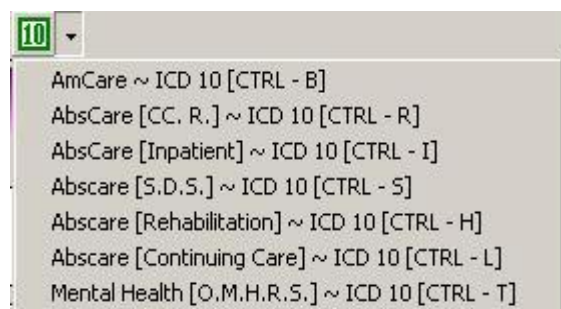 10
AmCare ~ ICD 10 [CTRL - B]
AbsCare [CC. R.] ~ ICD 10 [CTRL - R]
AbsCare [Inpatient] ~ ICD 10 [CTRL - I]
Abscare [S.D.S.] ~ ICD 10 [CTRL - S]
Abscare [Rehabilitation] ~ ICD 10 [CTRL - H]
Abscare [Continuing Care] ~ ICD 10 [CTRL - L]
Mental Health [O.M.H.R.S.] ~ ICD 10 [CTRL - T]